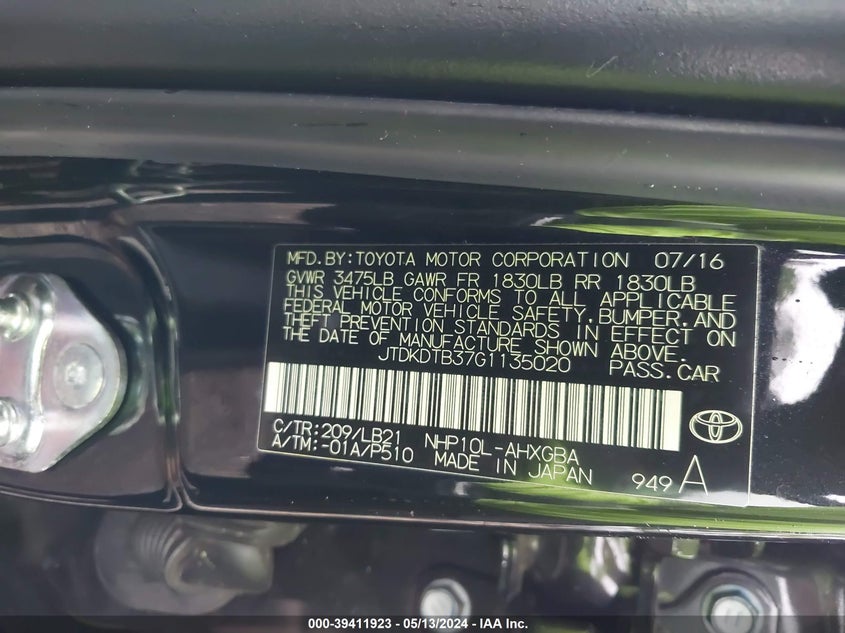 MFD.BY:TOYOTA MOTOR CORPORATION 07/16
GVWR 3475LB GAWR FR 1830LB RR 1830LB
THIS VEHICLE CONFORMS TO ALL APPLICABLE
FEDERAL MOTOR VEHICLE SAFETY,BUMPER,AND
THEFT PREVENTION STANDARDS IN EFFECT ON
THE DATE OF MANUFACTURE SHOWN ABOVE.
JTDKDTB37G1135020 PASS.CAR
C/TR:209/LB21 NHP10L-AHXGBA
A/TM:-01A/P510 MADE IN JAPAN 949 A
000-39411923 - 05/13/2024 - IAA Inc.